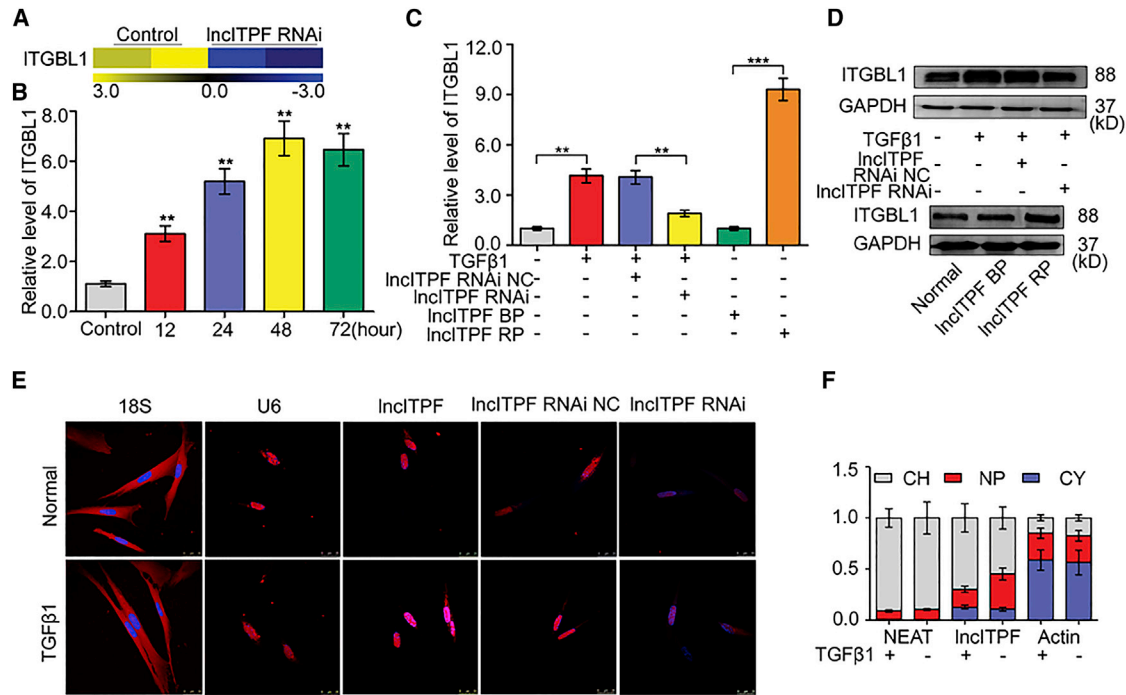 A
Control lncITPF RNAi
ITGBL1
3.0 0.0 -3.0
B
Relative level of ITGBL1
8.0
6.0
4.0
2.0
0.0
** ** ** **
Control 12 24 48 72(hour)
C
Relative level of ITGBL1
12.0
9.0
6.0
3.0
0.0
** ** ***
TGFβ1 - + + + - -
lncITPF RNAi NC - - + - - -
lncITPF RNAi - - - + - -
lncITPF BP - - - - + -
lncITPF RP - - - - - +
D
ITGBL1 88
GAPDH 37
(kD)
TGFβ1 - + + +
lncITPF - - + -
RNAi NC
lncITPF RNAi - - - +
ITGBL1 88
GAPDH 37
(kD)
Normal
lncITPF BP
lncITPF RP
E
18S U6 lncITPF lncITPF RNAi NC lncITPF RNAi
Normal
TGFβ1
F
CH NP CY
1.5
1.0
0.5
0.0
NEAT lncITPF Actin
TGFβ1 + - + - + -